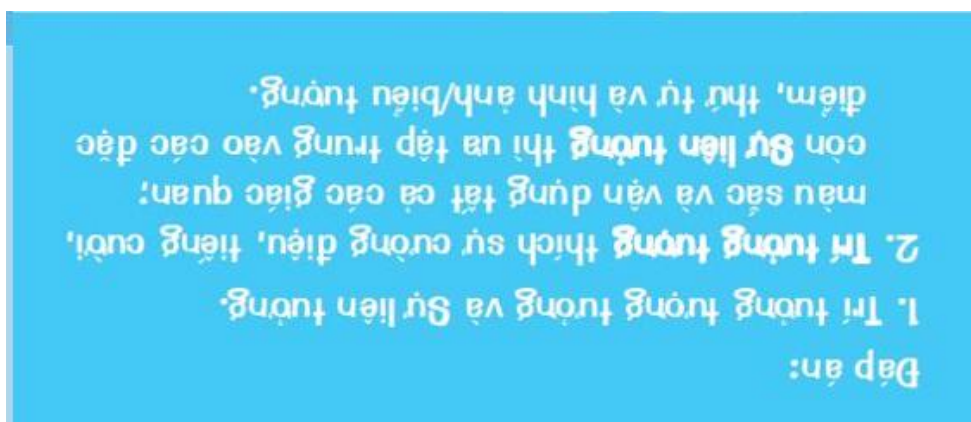 Đáp án:
1. Trí tưởng tượng tượng và Sự liên tưởng.
2. Trí tưởng tượng thích sự cường điệu, tiếng cười,
màu sắc và vận dụng tất cả các giác quan;
còn Sự liên tưởng thì ưa tập trung vào các đặc
điểm, thứ tự và hình ảnh/biểu tượng.